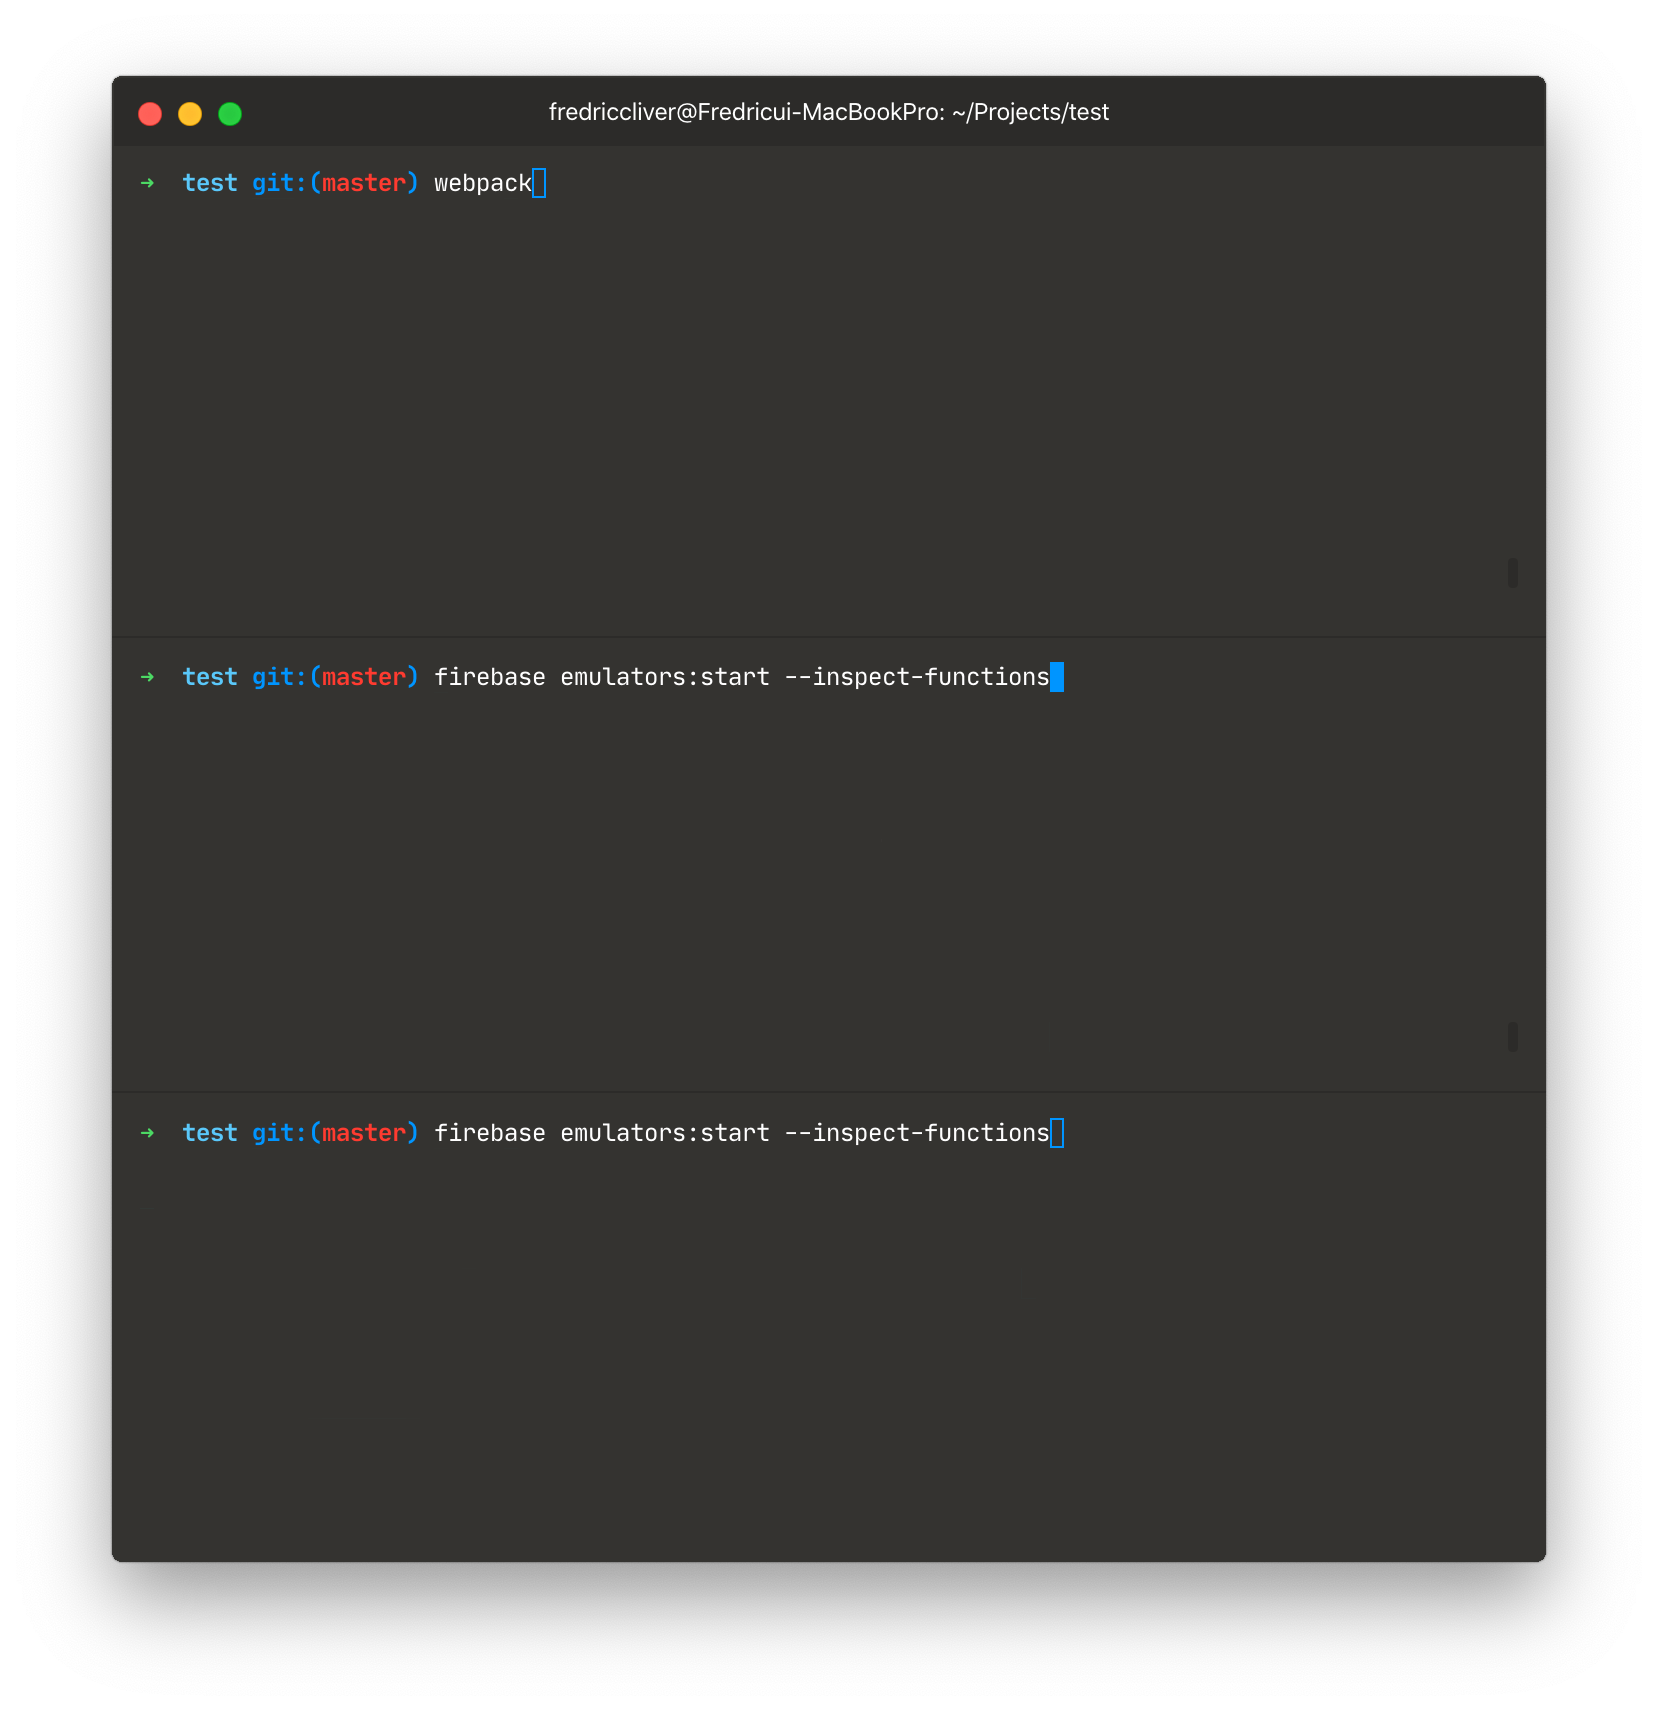 fredriccliver@Fredricui-MacBookPro: ~/Projects/test
➜ test git:(master) webpack
➜ test git:(master) firebase emulators:start --inspect-functions
➜ test git:(master) firebase emulators:start --inspect-functions